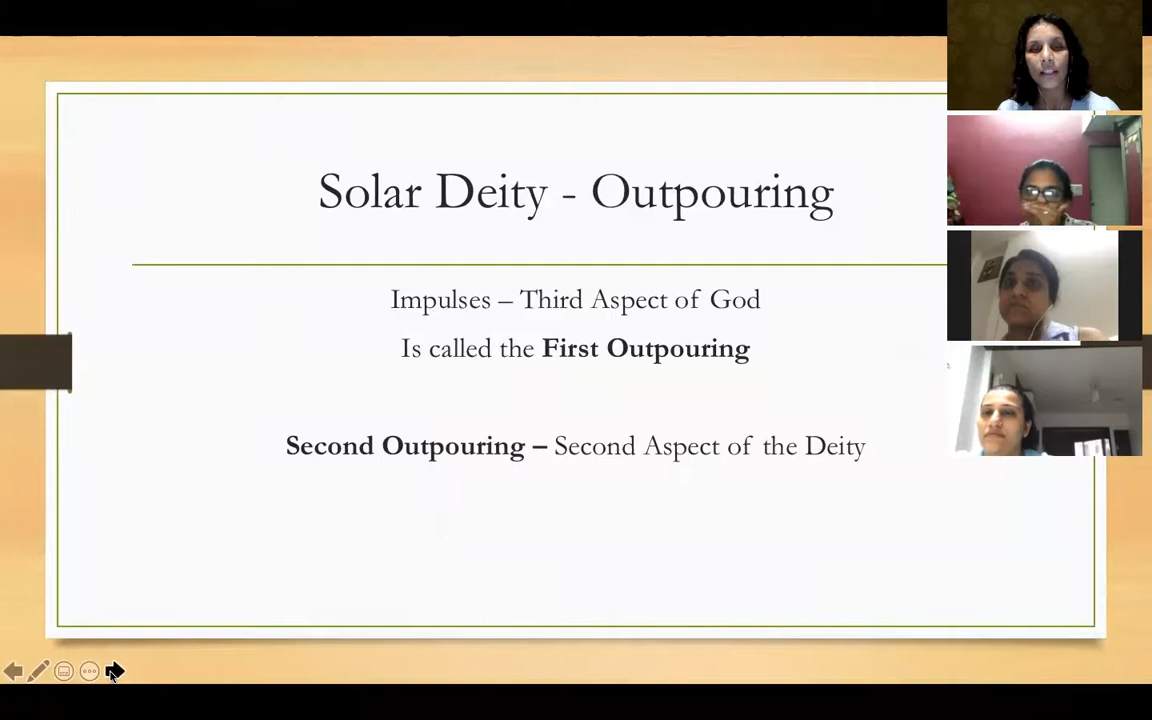 Solar Deity - Outpouring
Impulses – Third Aspect of God
Is called the First Outpouring
Second Outpouring – Second Aspect of the Deity